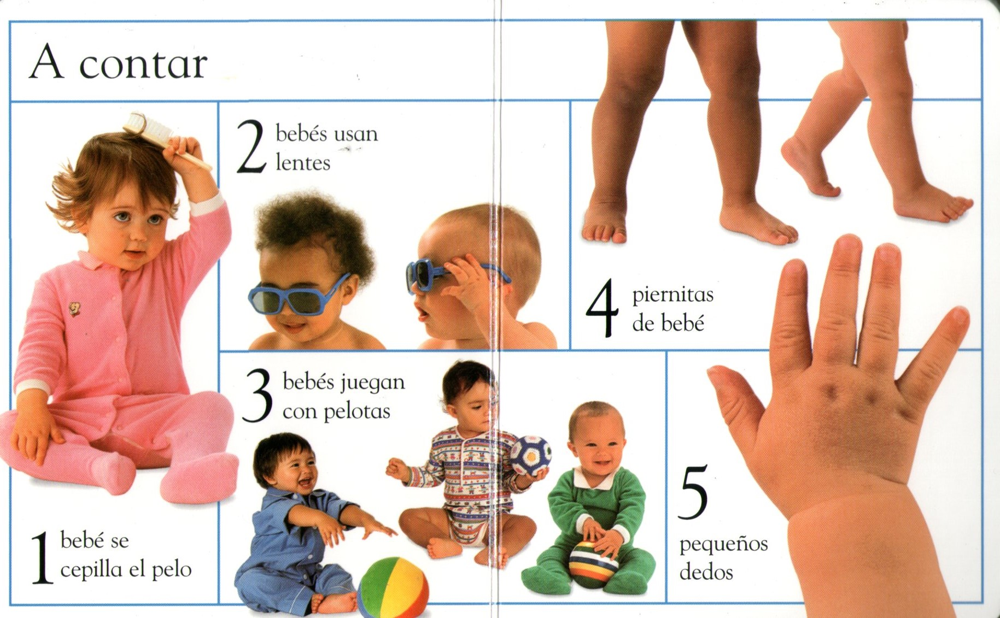 A contar
1 bebé se
cepilla el pelo
2 bebés usan
lentes
3 bebés juegan
con pelotas
4 piernitas
de bebé
5
pequeños
dedos